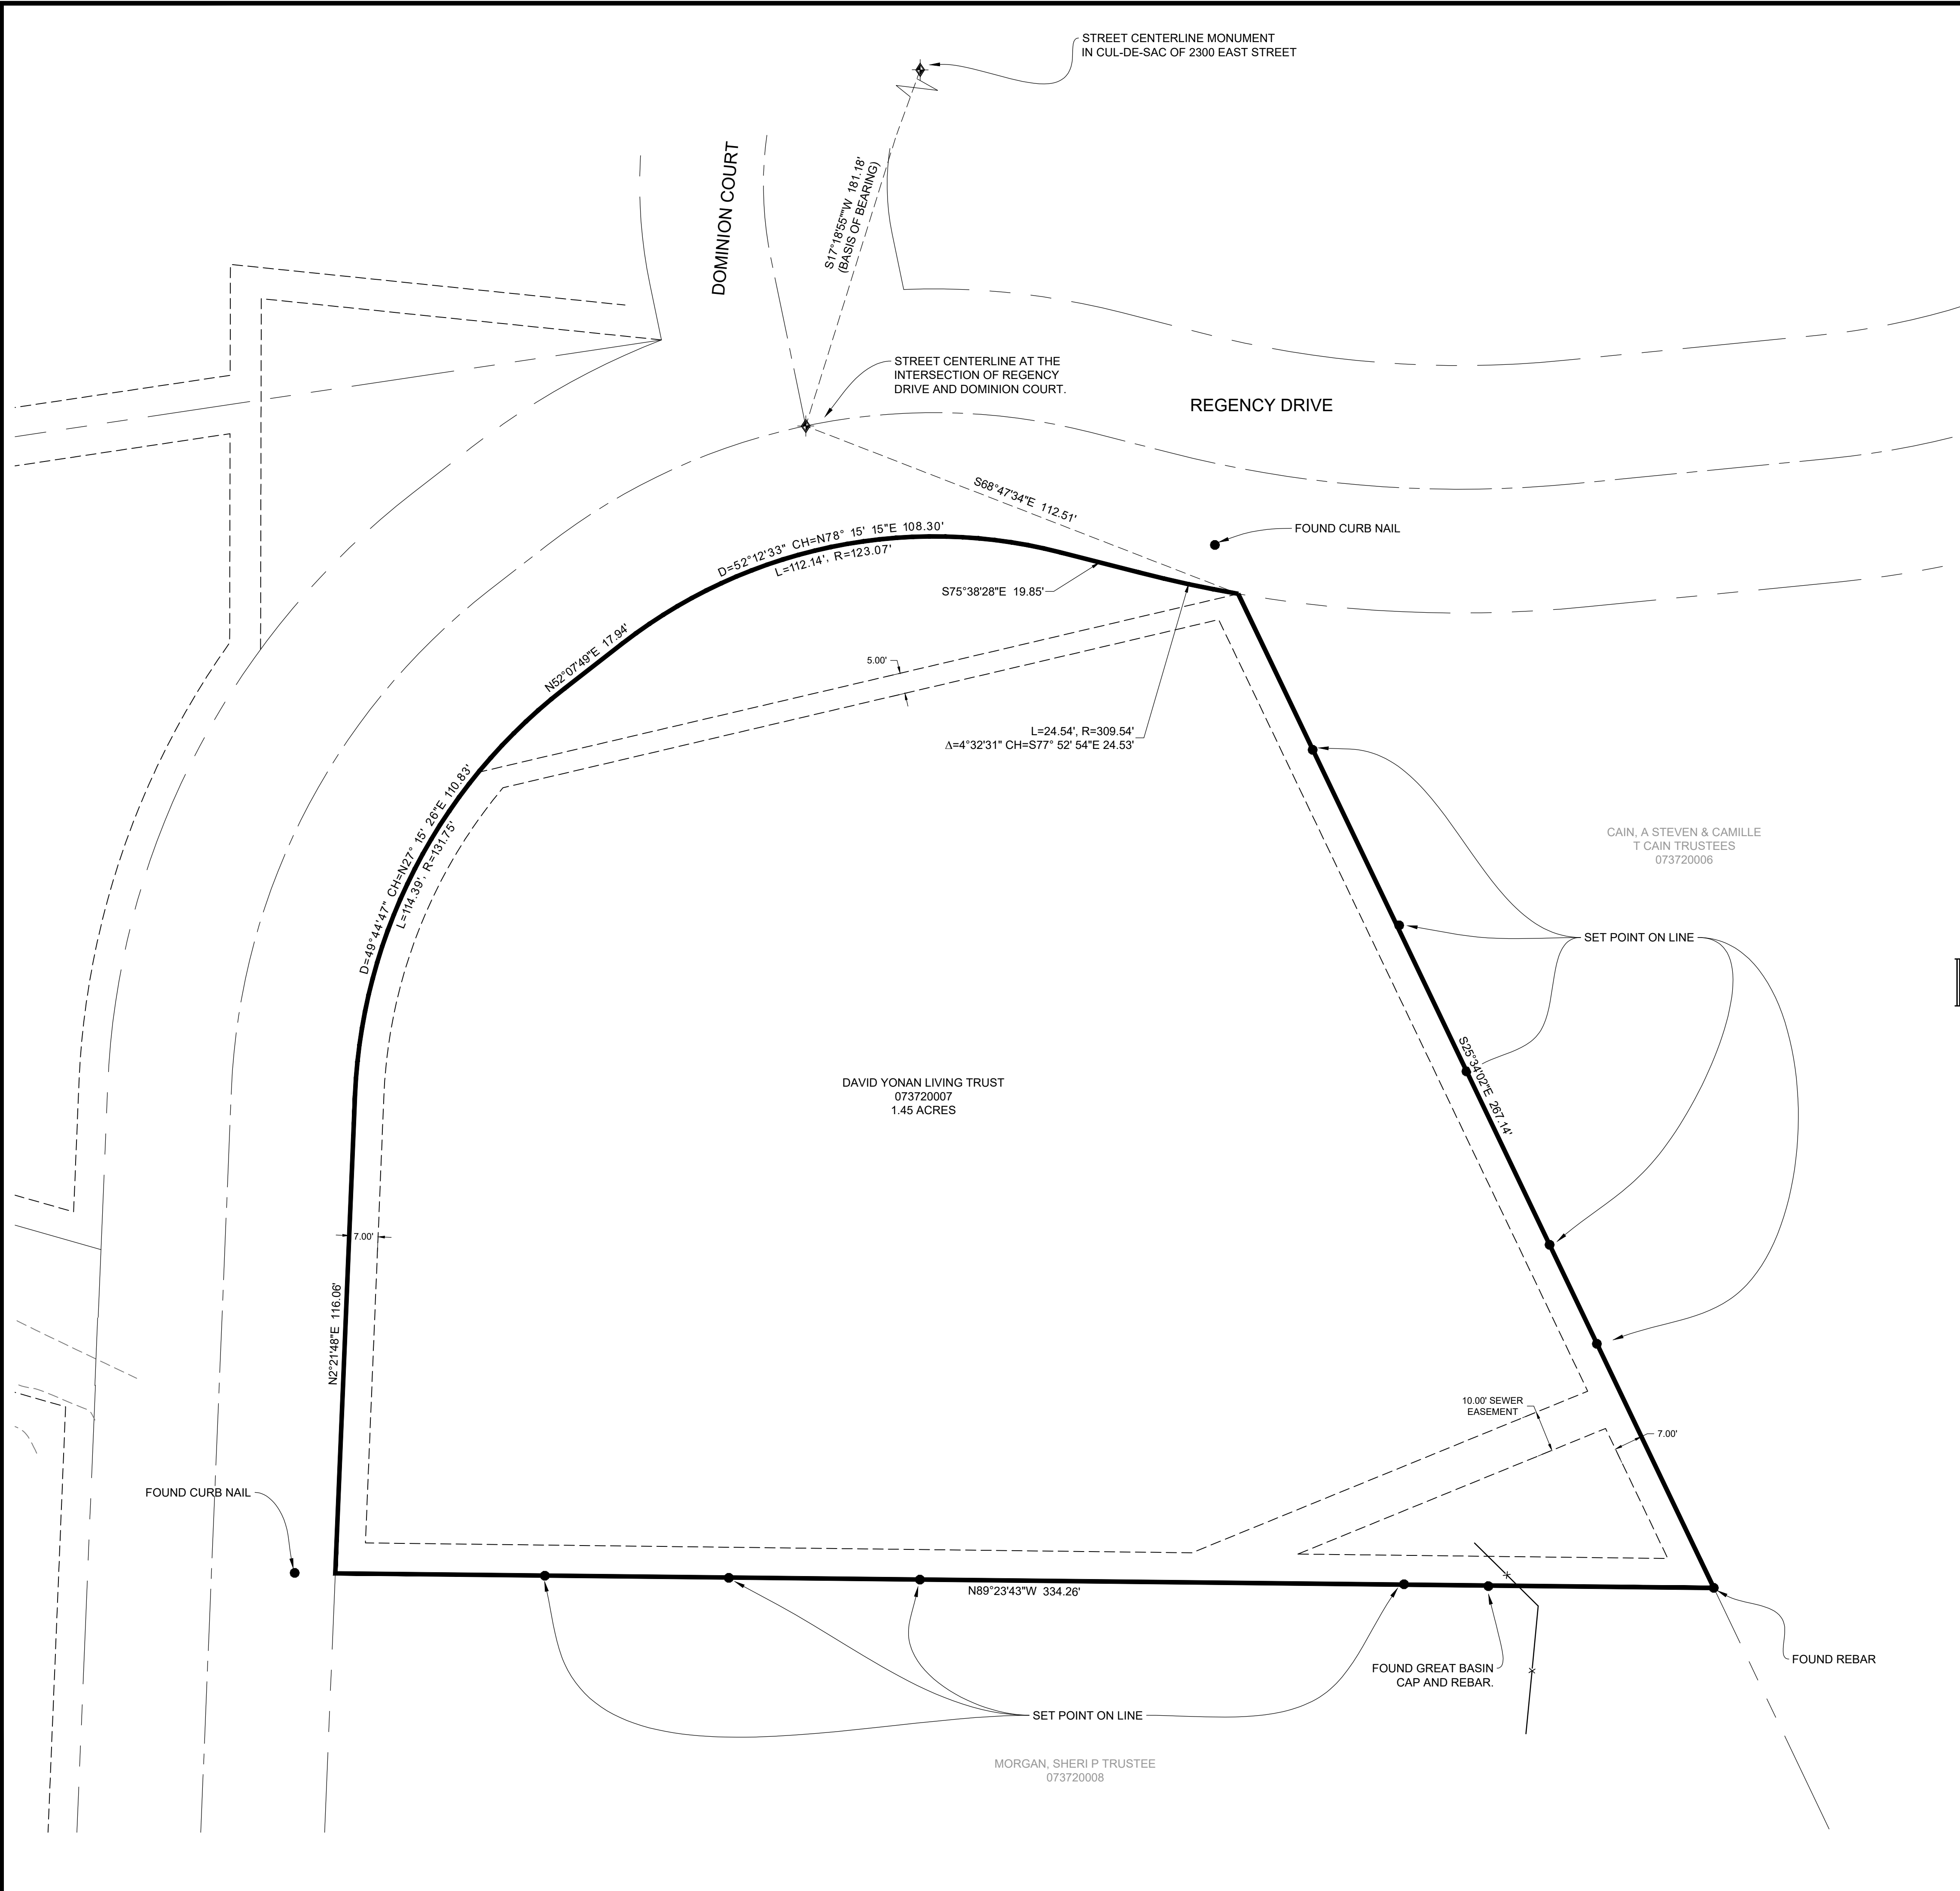 STREET CENTERLINE MONUMENT
IN CUL-DE-SAC OF 2300 EAST STREET
DOMINION COURT
S17°18'55""W 181.18'
(BASIS OF BEARING)
STREET CENTERLINE AT THE
INTERSECTION OF REGENCY
DRIVE AND DOMINION COURT.
REGENCY DRIVE
S68°47'34"E 112.51'
FOUND CURB NAIL
D=52°12'33" CH=N78° 15' 15"E 108.30'
L=112.14', R=123.07'
S75°38'28"E 19.85'
N52°07'49"E 17.94'
5.00'
L=24.54', R=309.54'
Δ=4°32'31" CH=S77° 52' 54"E 24.53'
D=49°44'47" CH=N27° 15' 26"E 110.83'
L=114.39', R=131.75'
CAIN, A STEVEN & CAMILLE
T CAIN TRUSTEES
073720006
SET POINT ON LINE
S25°34'02"E 267.14'
DAVID YONAN LIVING TRUST
073720007
1.45 ACRES
7.00'
N2°21'48"E 116.06'
10.00' SEWER
EASEMENT
7.00'
FOUND CURB NAIL
N89°23'43"W 334.26'
FOUND GREAT BASIN
CAP AND REBAR.
FOUND REBAR
SET POINT ON LINE
MORGAN, SHERI P TRUSTEE
073720008